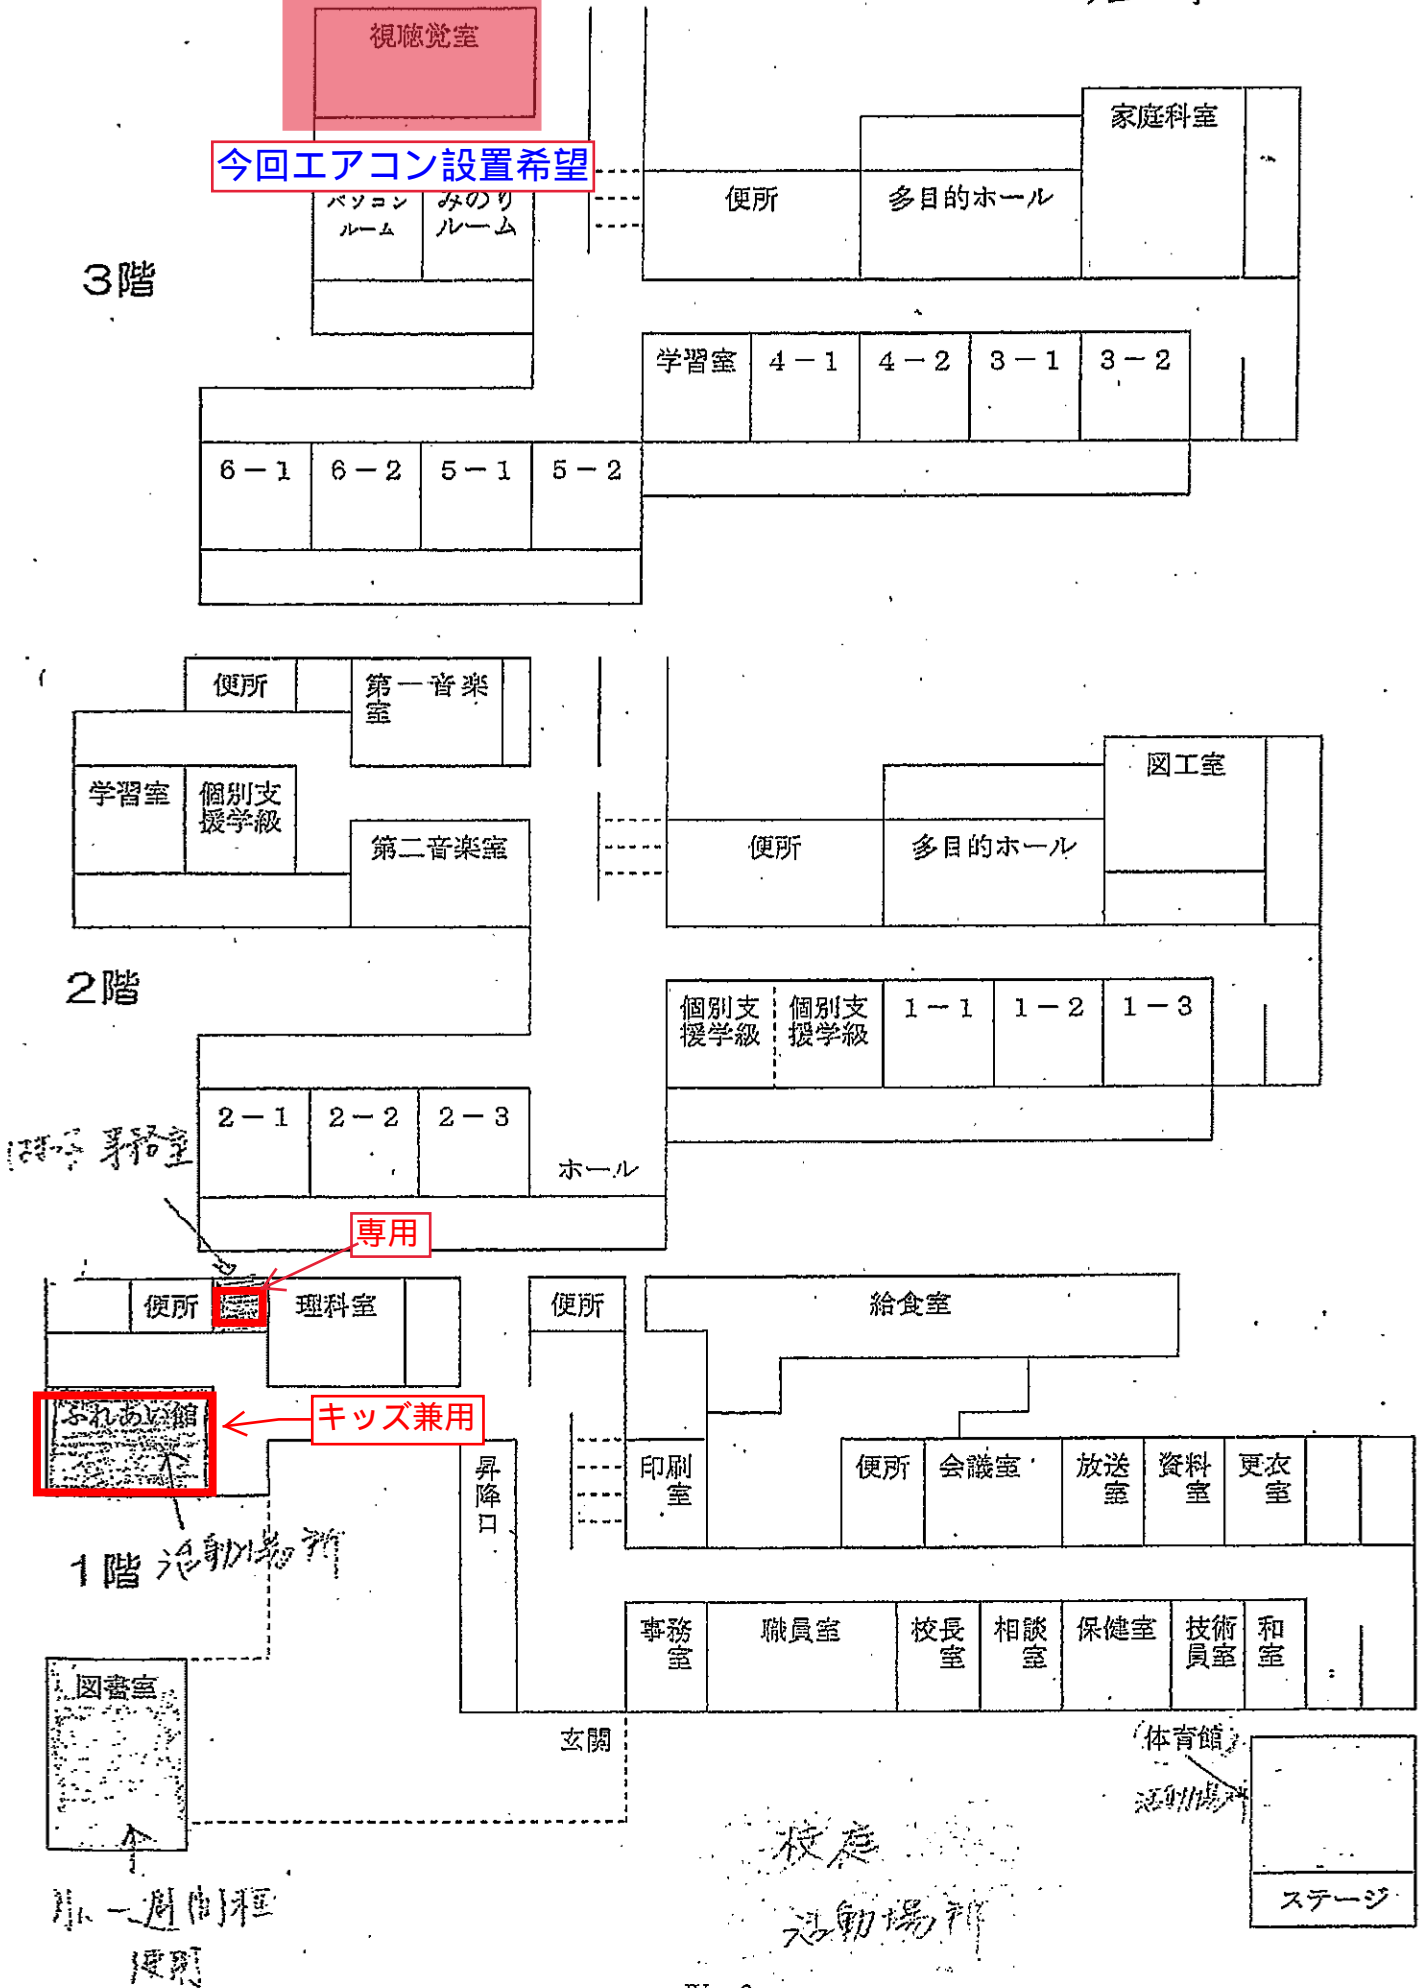 視聴覚室
今回エアコン設置希望
パソコン
ルーム
みのり
ルーム
便所
多目的ホール
家庭科室
3階
学習室
4－1
4－2
3－1
3－2
6－1
6－2
5－1
5－2
便所
第一音楽
室
学習室
個別支
援学級
第二音楽室
便所
多目的ホール
図工室
2階
個別支
援学級
個別支
援学級
1－1
1－2
1－3
2－1
2－2
2－3
ホール
事務室
専用
便所
理科室
便所
給食室
ふれあい館
キッズ兼用
昇
降
口
印刷
室
便所
会議室
放送
室
資料
室
更衣
室
1階
活動場所
事務
室
職員室
校長
室
相談
室
保健室
技術
員室
和
室
図書室
玄関
体育館
活動場所
校庭
活動場所
ステージ
一週間程
使用